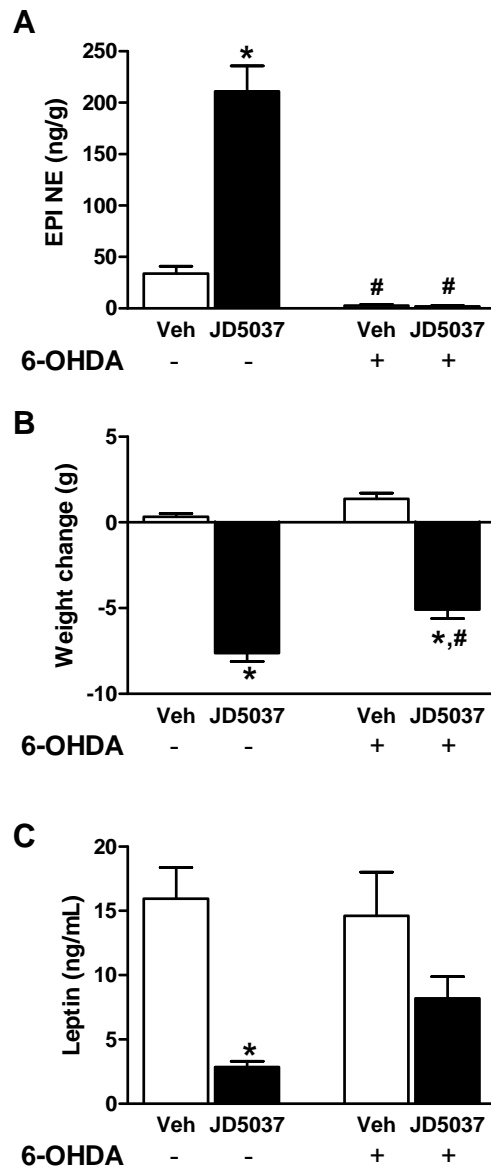 A
EPI NE (ng/g)
250
200
150
100
50
0
*
# #
Veh JD5037 Veh JD5037
6-OHDA - - + +
B
Weight change (g)
5
0
-5
-10
*
*,#
Veh JD5037 Veh JD5037
6-OHDA - - + +
C
Leptin (ng/mL)
20
15
10
5
0
*
Veh JD5037 Veh JD5037
6-OHDA - - + +